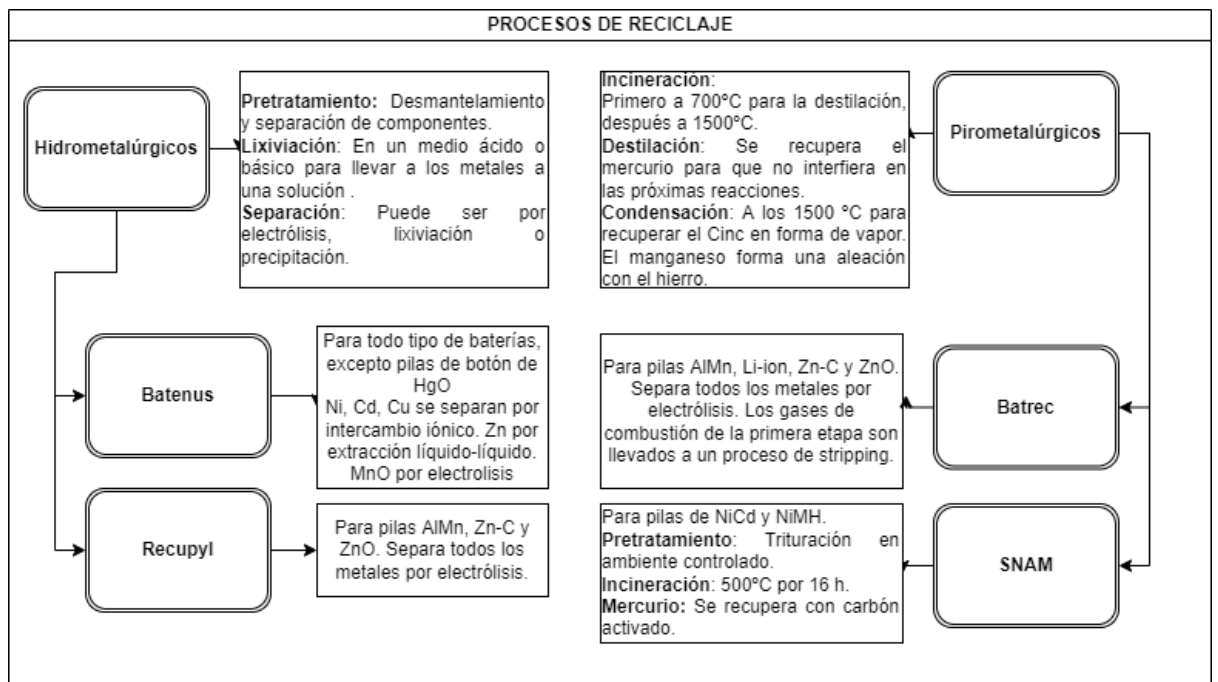 PROCESOS DE RECICLAJE
Hidrometalúrgicos
Pretratamiento: Desmantelamiento
y separación de componentes.
Lixiviación: En un medio ácido o
básico para llevar a los metales a
una solución .
Separación: Puede ser por
electrólisis, lixiviación o
precipitación.
Incineración:
Primero a 700ºC para la destilación,
después a 1500ºC.
Destilación: Se recupera el
mercurio para que no interfiera en
las próximas reacciones.
Condensación: A los 1500 ºC para
recuperar el Cinc en forma de vapor.
El manganeso forma una aleación
con el hierro.
Pirometalúrgicos
Batenus
Para todo tipo de baterías,
excepto pilas de botón de
HgO
Ni, Cd, Cu se separan por
intercambio iónico. Zn por
extracción líquido-líquido.
MnO por electrolisis
Para pilas AlMn, Li-ion, Zn-C y ZnO.
Separa todos los metales por
electrólisis. Los gases de
combustión de la primera etapa son
llevados a un proceso de stripping.
Batrec
Recupyl
Para pilas AlMn, Zn-C y
ZnO. Separa todos los
metales por electrólisis.
Para pilas de NiCd y NiMH.
Pretratamiento: Trituración en
ambiente controlado.
Incineración: 500ºC por 16 h.
Mercurio: Se recupera con carbón
activado.
SNAM